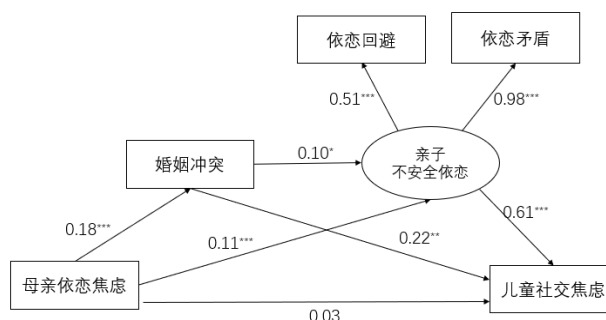 依恋回避
依恋矛盾
0.51***
0.98***
婚姻冲突
0.10*
亲子
不安全依恋
0.18***
0.11***
0.22**
0.61***
母亲依恋焦虑
儿童社交焦虑
0.03